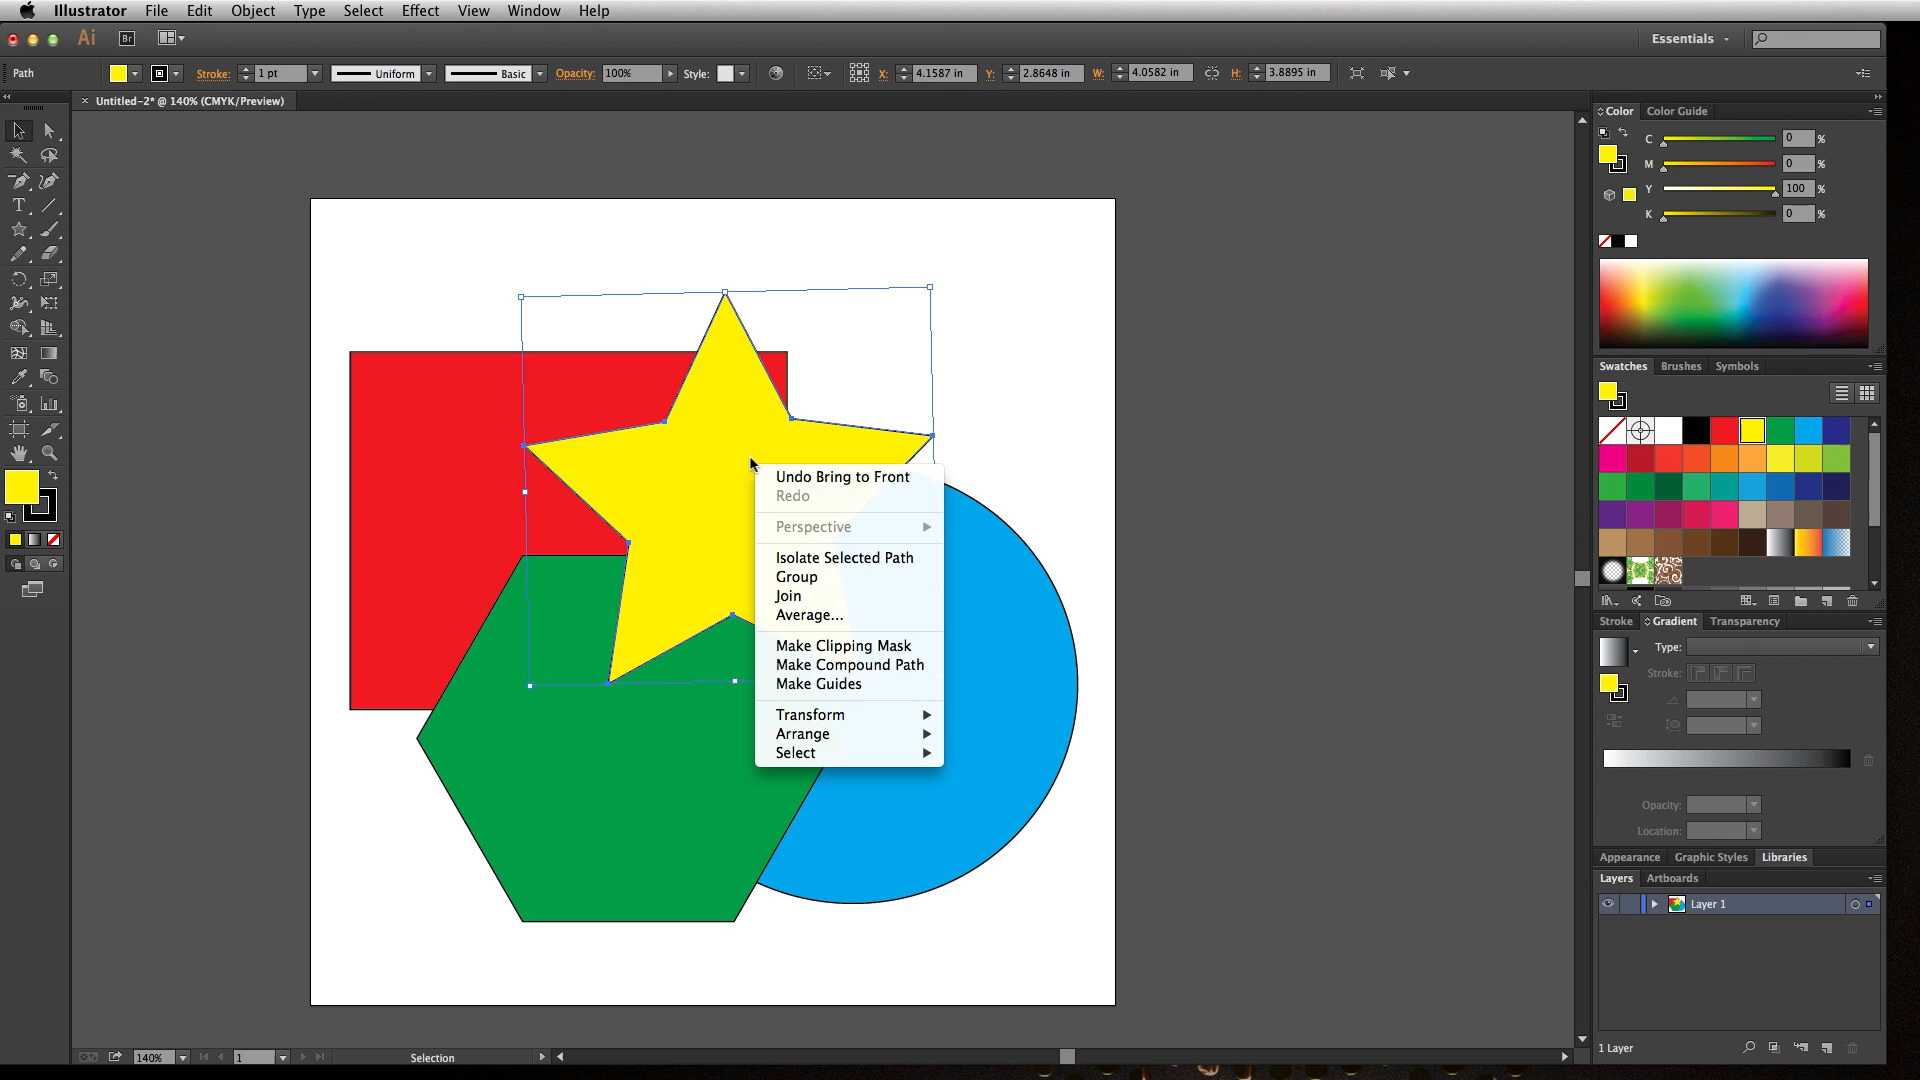 Illustrator File Edit Object Type Select Effect View Window Help
Ai Br Essentials
Path Stroke: 1 pt Uniform Basic Opacity: 100% Style: X: 4.1587 in Y: 2.8648 in W: 4.0582 in H: 3.8895 in
× Untitled-2* @ 140% (CMYK/Preview)
Color Color Guide
C 0 %
M 0 %
Y 100 %
K 0 %
Swatches Brushes Symbols
Undo Bring to Front
Redo
Perspective
Isolate Selected Path
Group
Join
Average...
Make Clipping Mask
Make Compound Path
Make Guides
Transform
Arrange
Select
Stroke Gradient Transparency
Type:
Stroke:
Opacity:
Location:
Appearance Graphic Styles Libraries
Layers Artboards
Layer 1
1 Layer
140% 1 Selection